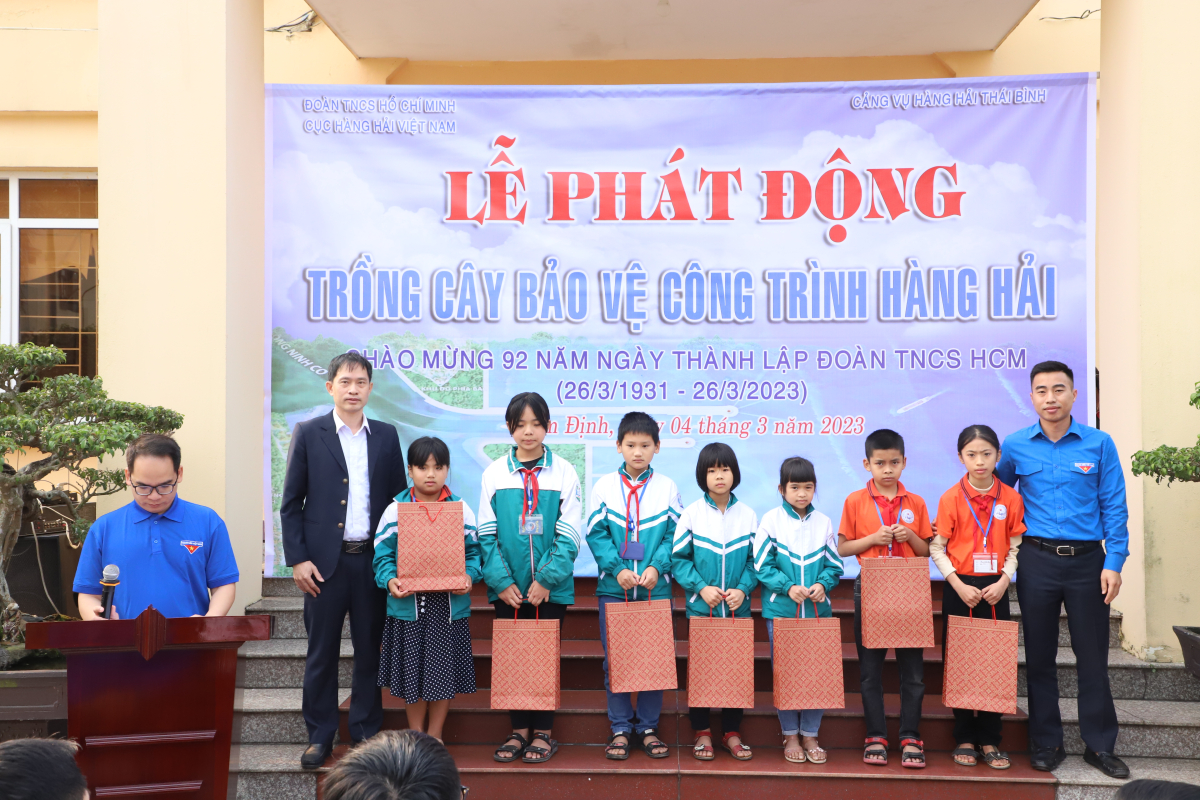 ĐOÀN TNCS HỒ CHÍ MINH
CỤC HÀNG HẢI VIỆT NAM
CẢNG VỤ HÀNG HẢI THÁI BÌNH
LỄ PHÁT ĐỘNG
TRỒNG CÂY BẢO VỆ CÔNG TRÌNH HÀNG HẢI
HÀO MỪNG 92 NĂM NGÀY THÀNH LẬP ĐOÀN TNCS HCM
(26/3/1931 - 26/3/2023)
Định, 04 tháng 3 năm 2023
NINH CƠ